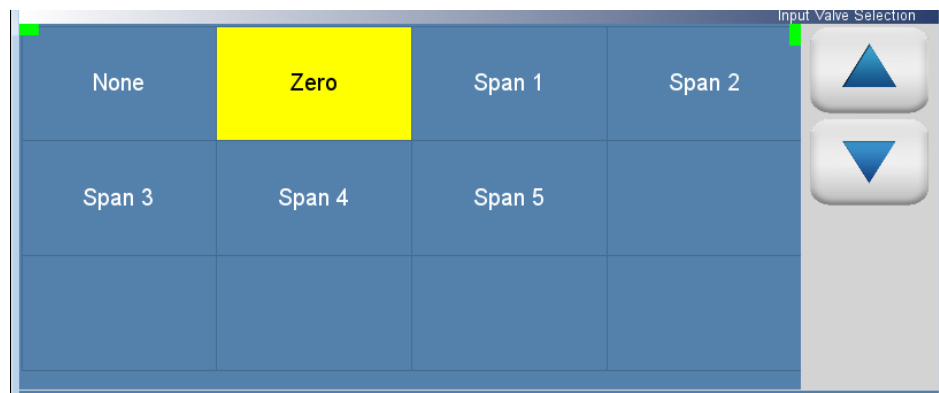 Input Valve Selection
None Zero Span 1 Span 2
Span 3 Span 4 Span 5